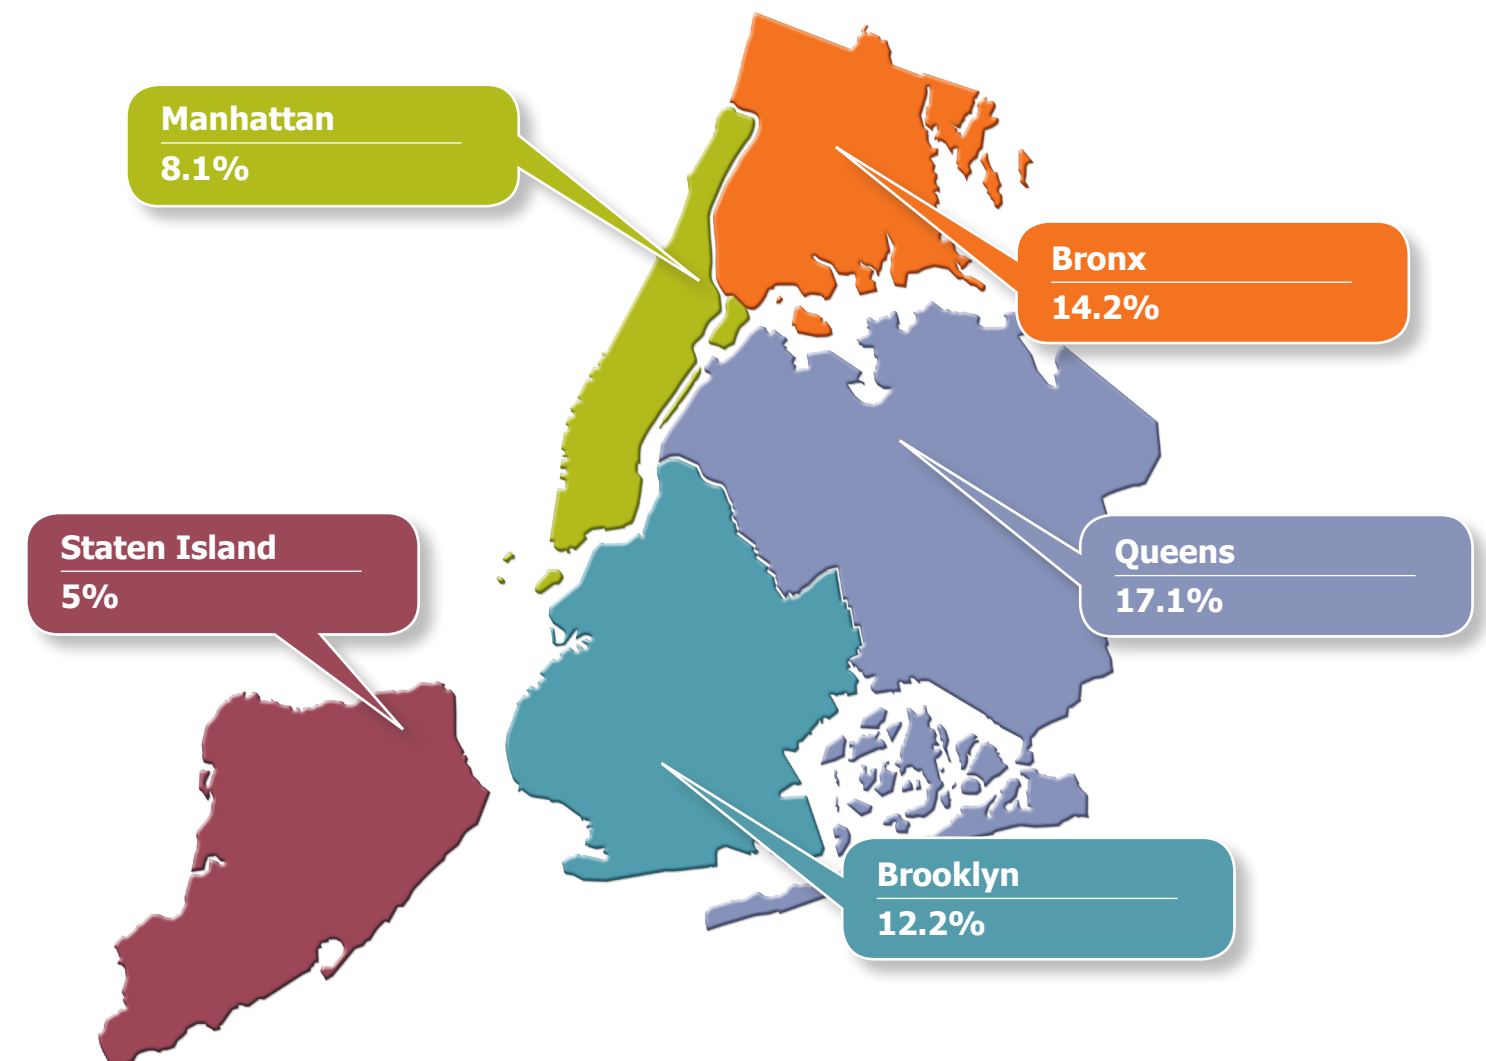 Manhattan
8.1%
Bronx
14.2%
Staten Island
5%
Queens
17.1%
Brooklyn
12.2%